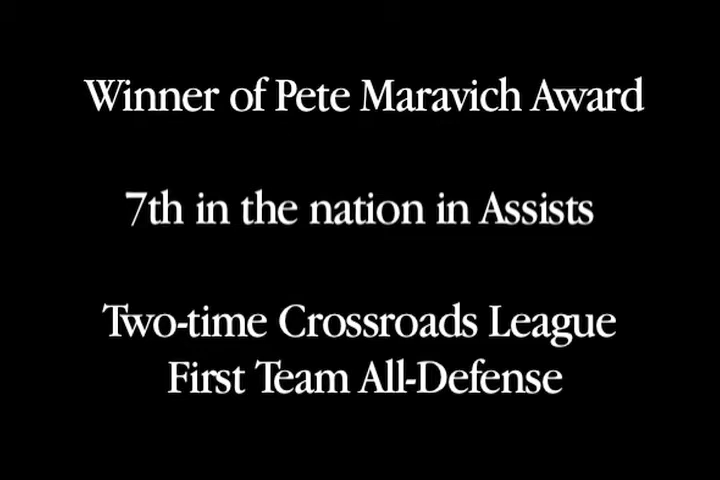 Winner of Pete Maravich Award
7th in the nation in Assists
Two-time Crossroads League
First Team All-Defense